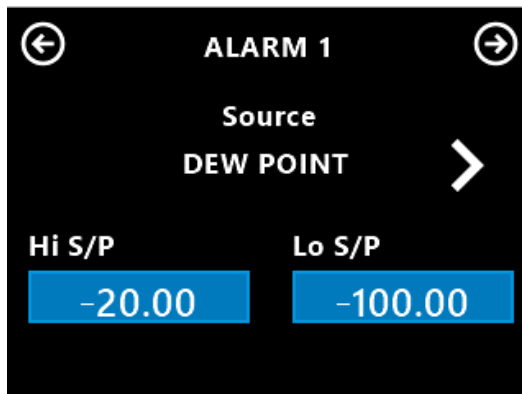 ALARM 1
Source
DEW POINT
Hi S/P Lo S/P
-20.00 -100.00